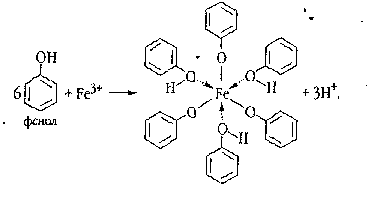 OH
6 + Fe³⁺ → Fe + 3H⁺.
фенол
O
H O O H
O O
O H